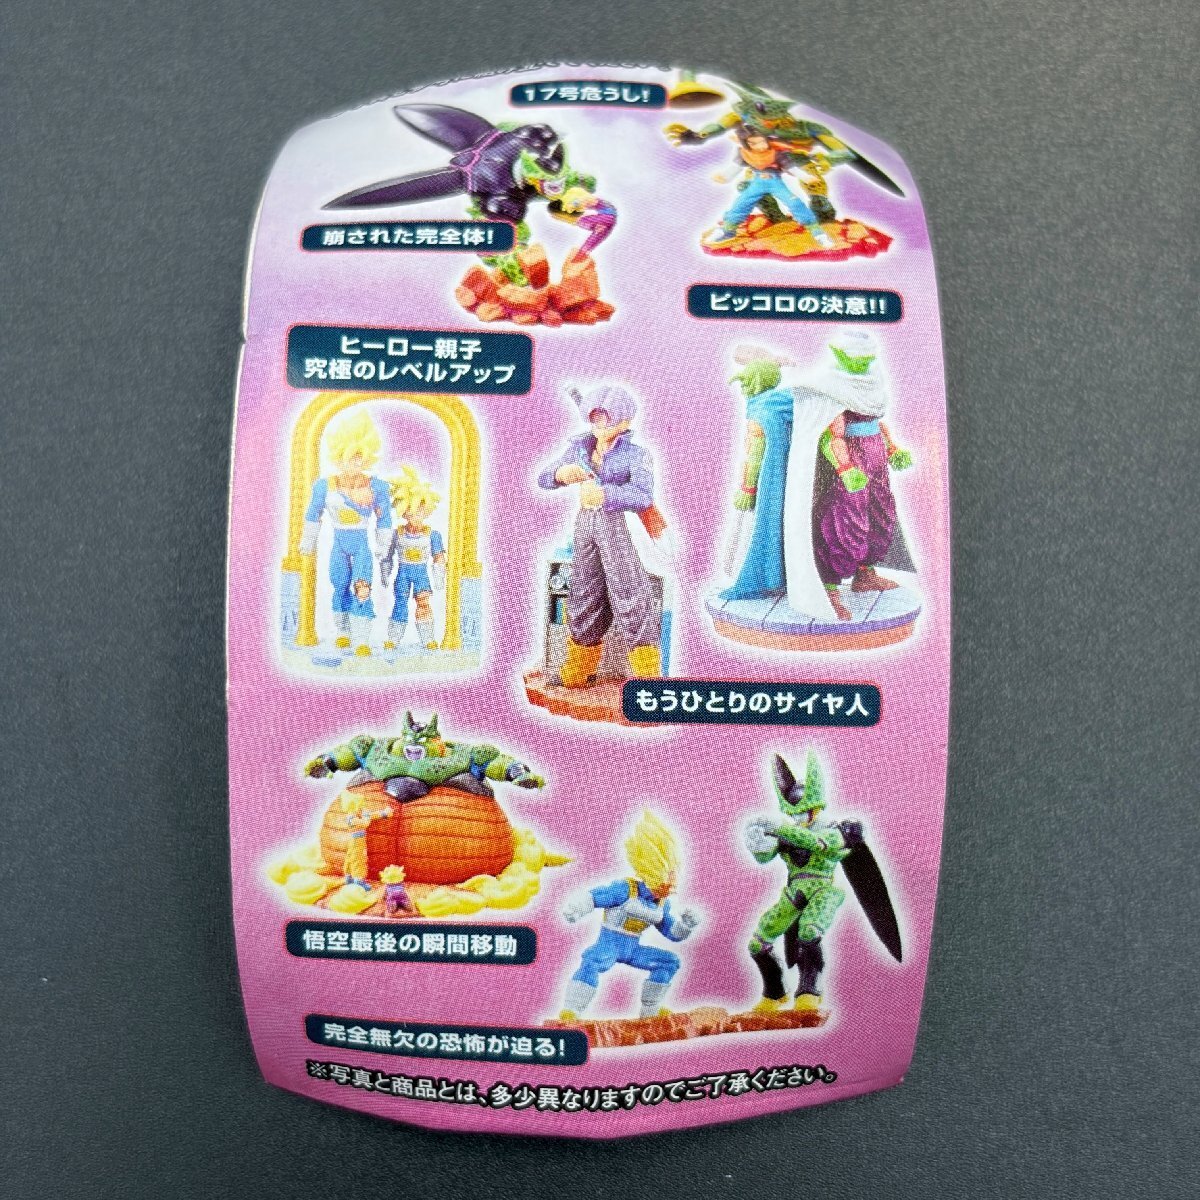 17号危うし!
崩された完全体!
ピッコロの決意!!
ヒーロー親子
究極のレベルアップ
もうひとりのサイヤ人
悟空最後の瞬間移動
完全無欠の恐怖が迫る!
※写真と商品とは、多少異なりますのでご了承ください。